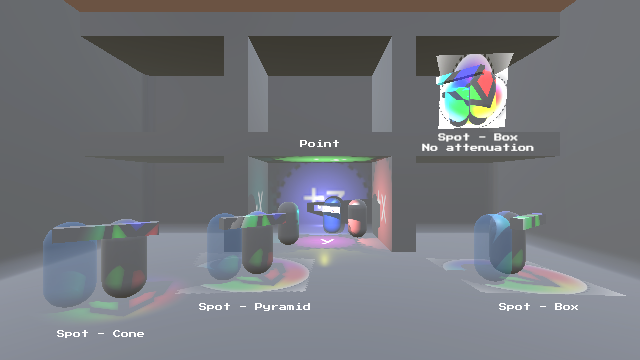 Point
Spot - Box
No attenuation
+Z
-X
Spot - Pyramid
Spot - Box
Spot - Cone